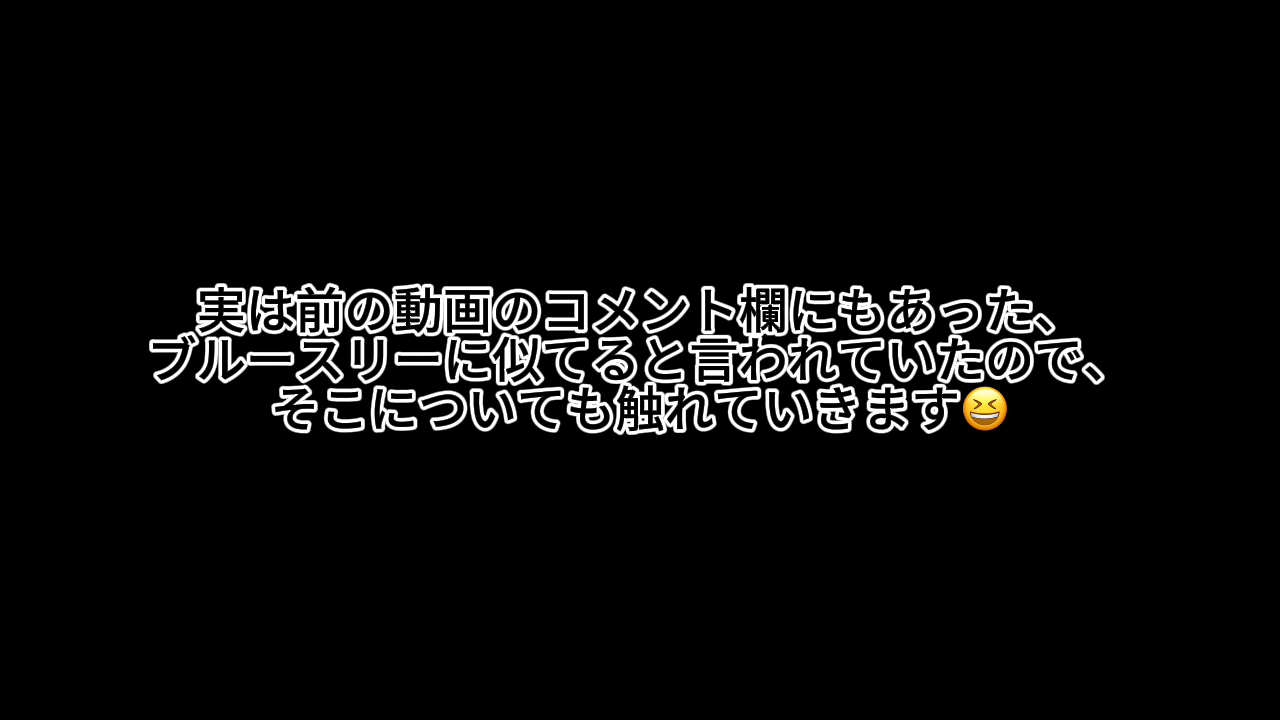 実は前の動画のコメント欄にもあった、
ブルースリーに似てると言われていたので、
そこについても触れていきます😆